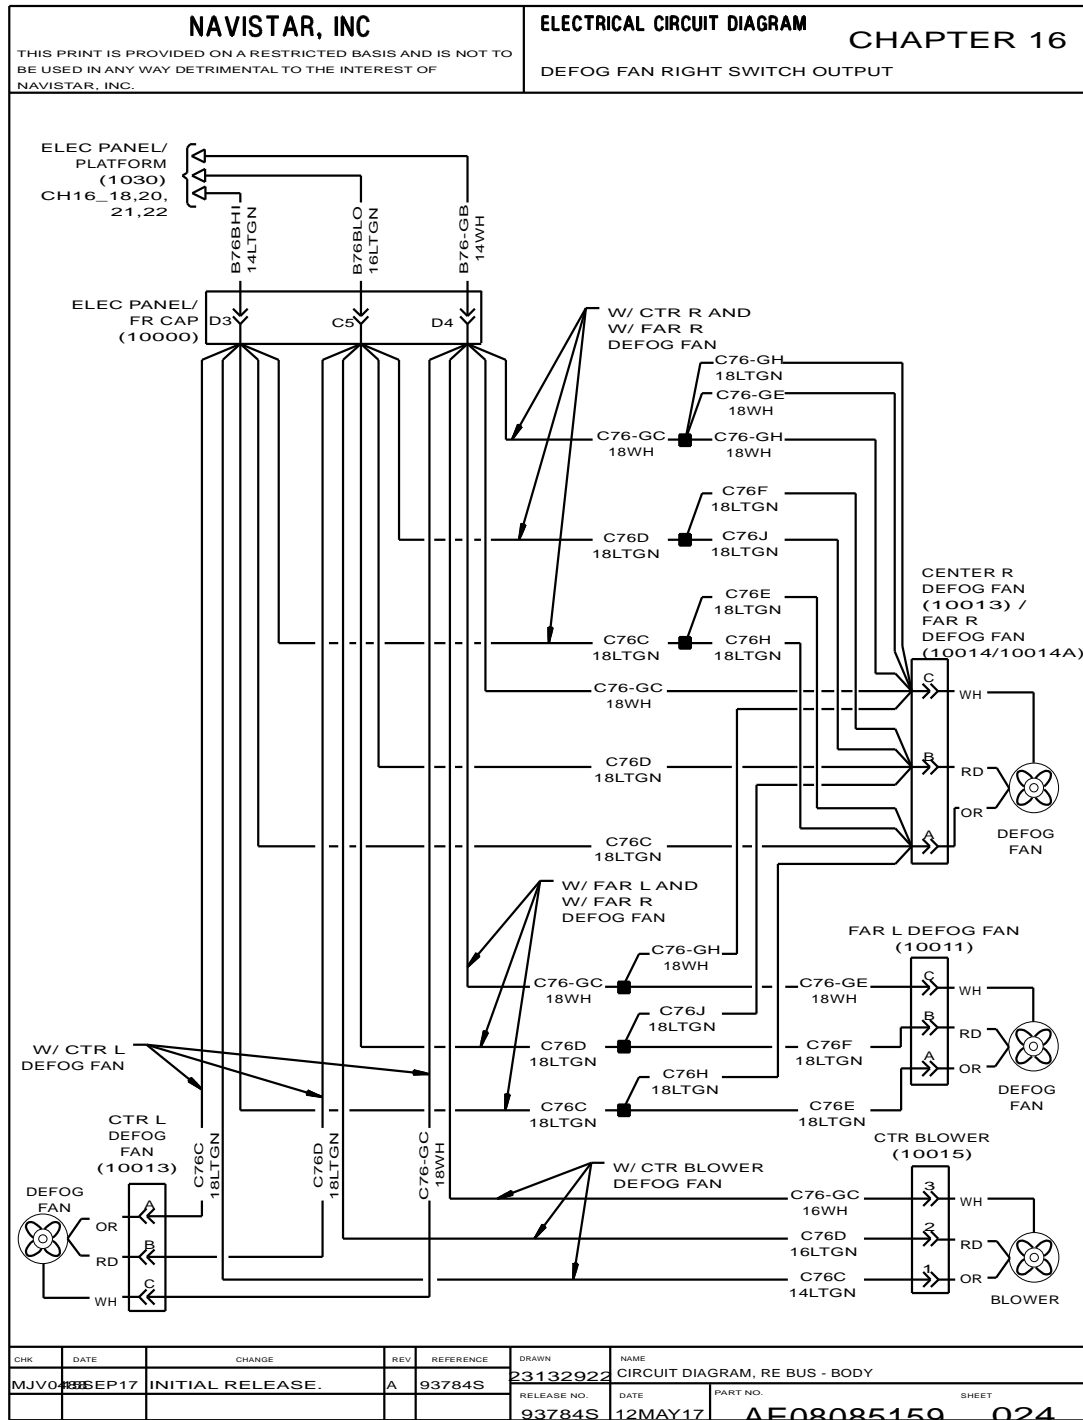 NAVISTAR, INC
THIS PRINT IS PROVIDED ON A RESTRICTED BASIS AND IS NOT TO
BE USED IN ANY WAY DETRIMENTAL TO THE INTEREST OF
NAVISTAR, INC.
ELECTRICAL CIRCUIT DIAGRAM
CHAPTER 16
DEFOG FAN RIGHT SWITCH OUTPUT
ELEC PANEL/
PLATFORM
(1030)
CH16_18,20,
21,22
B76BHI
14LTGN
B76BLO
16LTGN
B76-GB
14WH
ELEC PANEL/
FR CAP
(10000)
D3
C5
D4
W/ CTR R AND
W/ FAR R
DEFOG FAN
C76-GH
18LTGN
C76-GE
18WH
C76-GC
18WH
C76-GH
18WH
C76F
18LTGN
C76D
18LTGN
C76J
18LTGN
C76E
18LTGN
C76C
18LTGN
C76H
18LTGN
CENTER R
DEFOG FAN
(10013) /
FAR R
DEFOG FAN
(10014/10014A)
C76-GC
18WH
C
WH
C76D
18LTGN
B
RD
OR
C76C
18LTGN
A
DEFOG
FAN
W/ FAR L AND
W/ FAR R
DEFOG FAN
C76-GH
18WH
C76-GC
18WH
C76J
18LTGN
C76D
18LTGN
C76H
18LTGN
C76C
18LTGN
FAR L DEFOG FAN
(10011)
C76-GE
18WH
C
WH
C76F
18LTGN
B
RD
C76E
18LTGN
A
OR
DEFOG
FAN
W/ CTR L
DEFOG FAN
CTR L
DEFOG
FAN
(10013)
C76C
18LTGN
C76D
18LTGN
C76-GC
18WH
DEFOG
FAN
OR
A
RD
B
WH
C
W/ CTR BLOWER
DEFOG FAN
CTR BLOWER
(10015)
C76-GC
16WH
3
WH
C76D
16LTGN
2
RD
C76C
14LTGN
1
OR
BLOWER
CHK DATE CHANGE REV REFERENCE
INITIAL RELEASE. A 93784S
DRAWN
23132922
NAME
CIRCUIT DIAGRAM, RE BUS - BODY
RELEASE NO.
93784S
DATE
12MAY17
PART NO.
AE08085159
SHEET
024